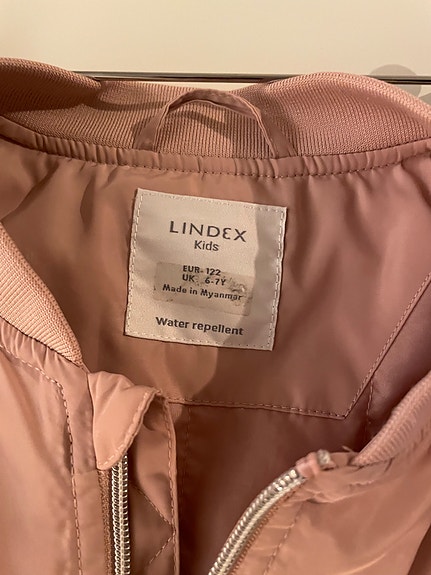 LINDEX
Kids
EUR 122
UK 6-7Y
Made in Myanmar
Water repellent